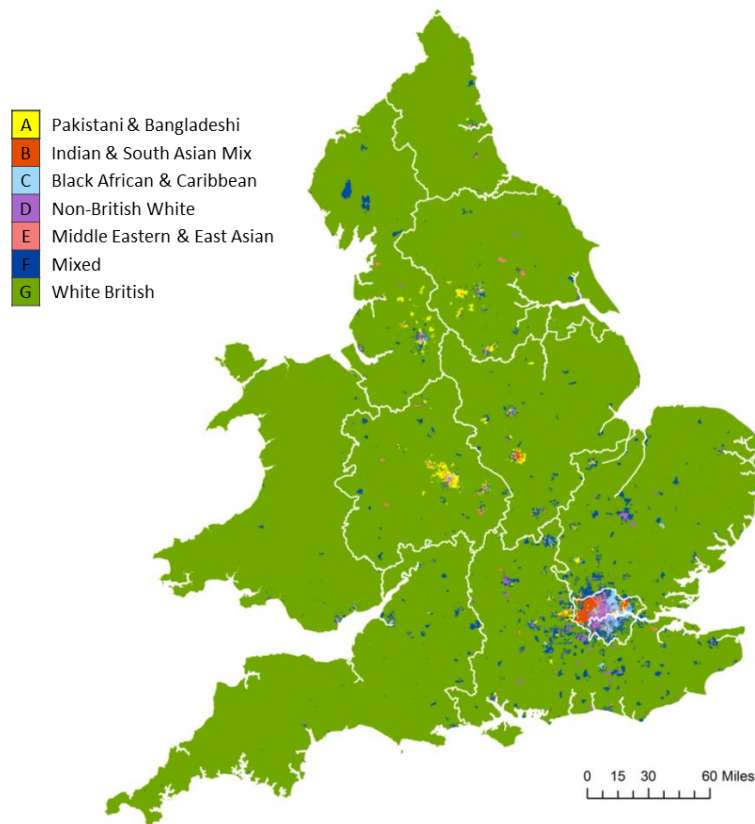 A Pakistani & Bangladeshi
B Indian & South Asian Mix
C Black African & Caribbean
D Non-British White
E Middle Eastern & East Asian
F Mixed
G White British
0 15 30 60 Miles